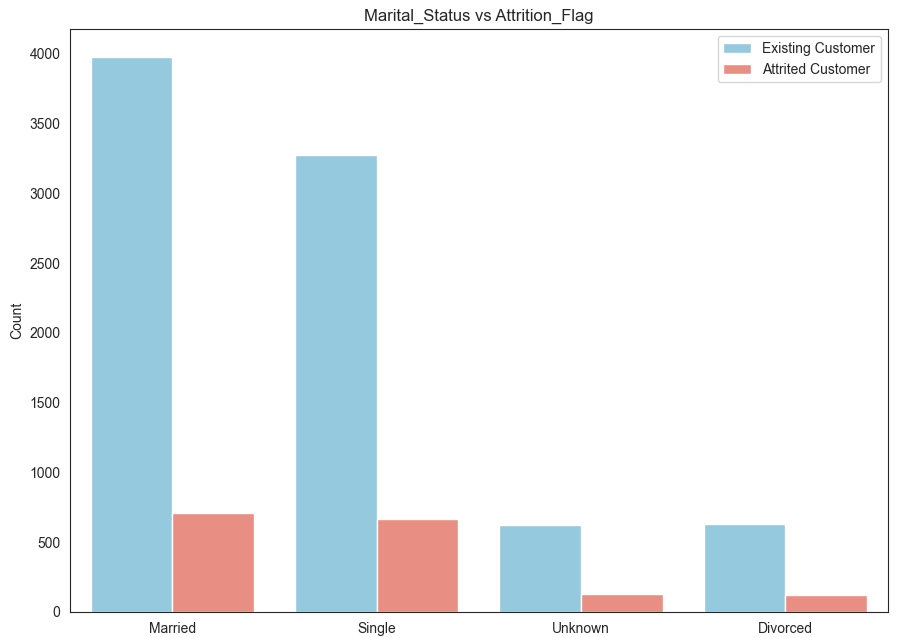 Marital_Status vs Attrition_Flag
Existing Customer
Attrited Customer
4000
3500
3000
2500
2000
1500
1000
500
0
Count
Married
Single
Unknown
Divorced